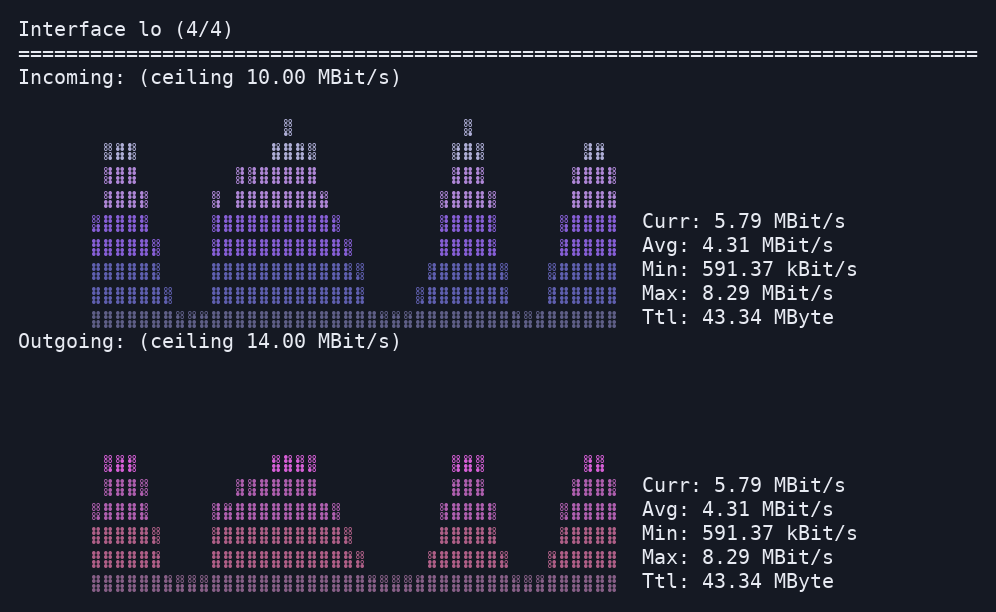 Interface lo (4/4)
================================================================================
Incoming: (ceiling 10.00 MBit/s)
Curr: 5.79 MBit/s
Avg: 4.31 MBit/s
Min: 591.37 kBit/s
Max: 8.29 MBit/s
Ttl: 43.34 MByte
Outgoing: (ceiling 14.00 MBit/s)
Curr: 5.79 MBit/s
Avg: 4.31 MBit/s
Min: 591.37 kBit/s
Max: 8.29 MBit/s
Ttl: 43.34 MByte